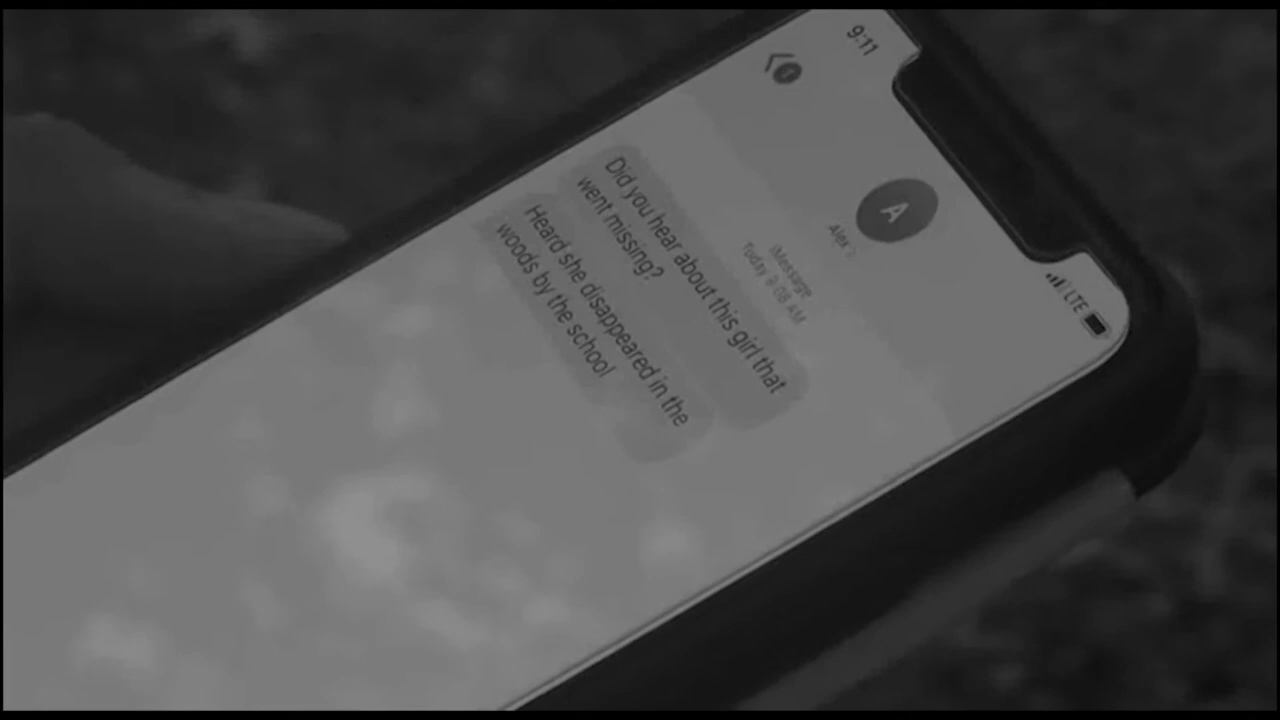 9:11
LTE
A
Alex
iMessage
Today 9:08 AM
Did you hear about this girl that
went missing?
Heard she disappeared in the
woods by the school